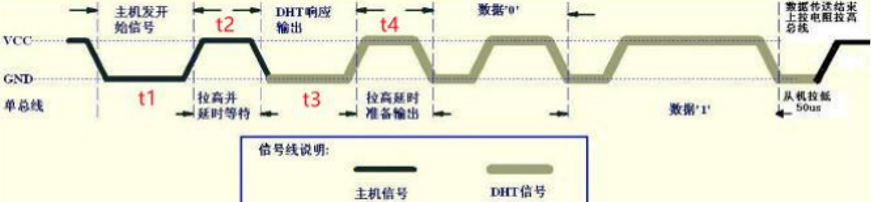 主机发开
始信号
t2
DHT响应
输出
t4
数据'0'
数据传送结束
上拉电阻拉高
总线
VCC
GND
单总线
t1
拉高并
延时等待
t3
拉高延时
准备输出
数据'1'
从机拉低
50us
信号线说明:
主机信号
DHT信号